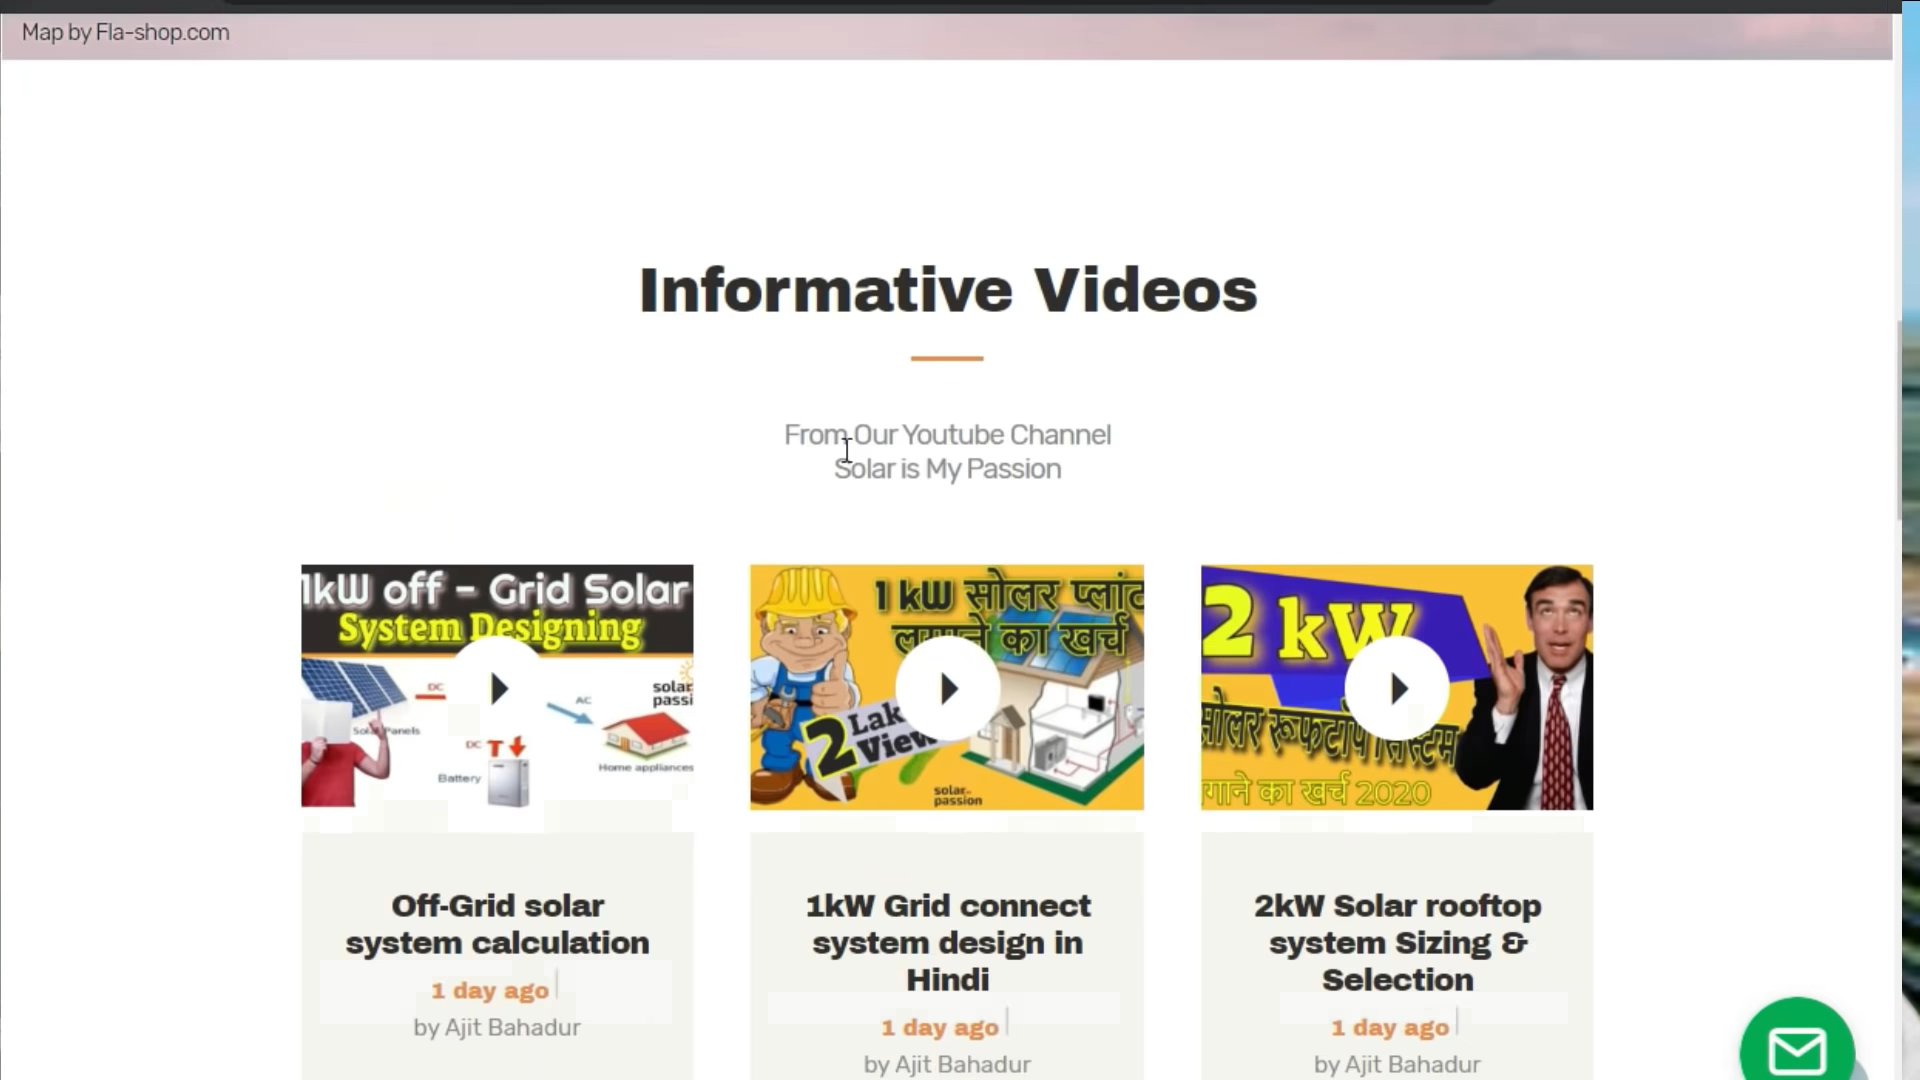 Map by Fla-shop.com
Informative Videos
From Our Youtube Channel
Solar is My Passion
1kW off – Grid Solar
System Designing
DC
AC
solar
passi
Solar Panels
DC
Battery
Home appliances
1 kW सोलर प्लांट
लगाने का खर्च
2 Lak
View
solar
passion
2 kW
सोलर रूफटॉप सिस्टम
गाने का खर्च 2020
Off-Grid solar
system calculation
1 day ago
by Ajit Bahadur
1kW Grid connect
system design in
Hindi
1 day ago
by Ajit Bahadur
2kW Solar rooftop
system Sizing &
Selection
1 day ago
by Ajit Bahadur